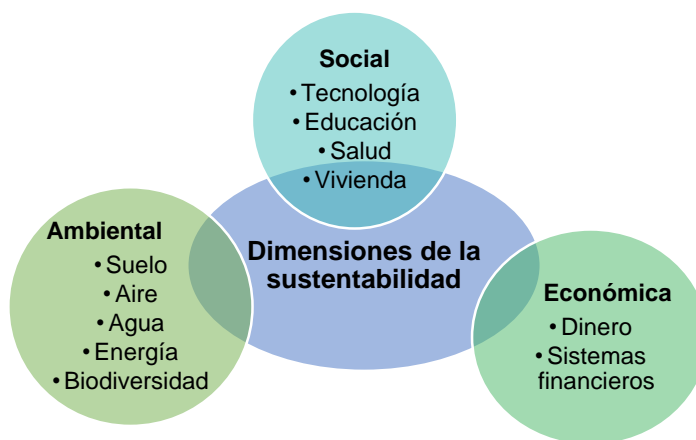 Social
• Tecnología
• Educación
• Salud
• Vivienda
Dimensiones de la
sustentabilidad
Ambiental
• Suelo
• Aire
• Agua
• Energía
• Biodiversidad
Económica
• Dinero
• Sistemas
financieros